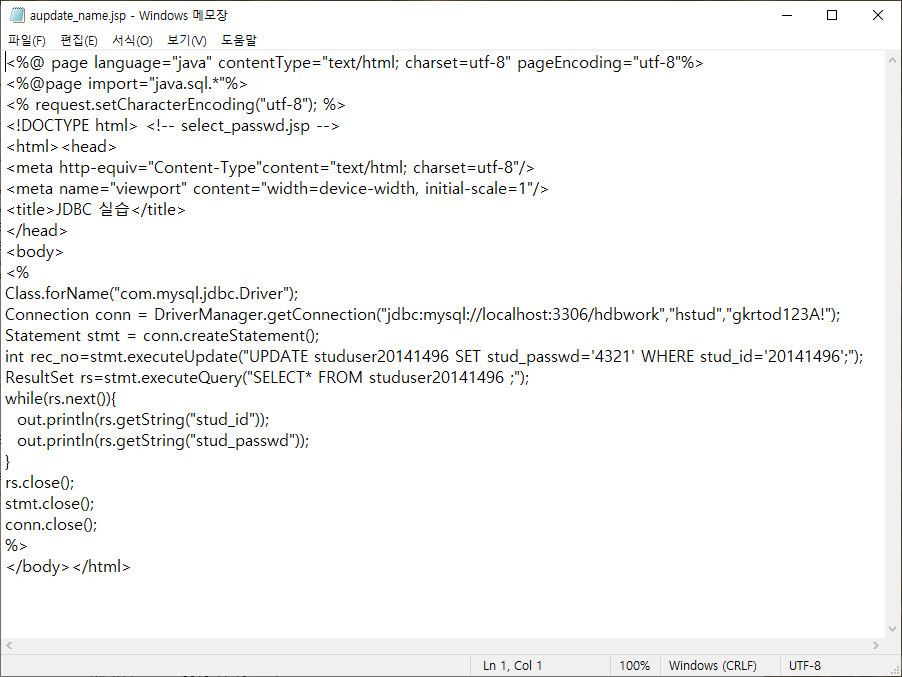 aupdate_name.jsp - Windows 메모장
파일(F) 편집(E) 서식(O) 보기(V) 도움말
<%@ page language="java" contentType="text/html; charset=utf-8" pageEncoding="utf-8"%>
<%@page import="java.sql.*"%>
<% request.setCharacterEncoding("utf-8"); %>
<!DOCTYPE html> <!-- select_passwd.jsp -->
<html><head>
<meta http-equiv="Content-Type"content="text/html; charset=utf-8"/>
<meta name="viewport" content="width=device-width, initial-scale=1"/>
<title>JDBC 실습</title>
</head>
<body>
<%
Class.forName("com.mysql.jdbc.Driver");
Connection conn = DriverManager.getConnection("jdbc:mysql://localhost:3306/hdbwork","hstud","gkrtod123A!");
Statement stmt = conn.createStatement();
int rec_no=stmt.executeUpdate("UPDATE studuser20141496 SET stud_passwd='4321' WHERE stud_id='20141496';");
ResultSet rs=stmt.executeQuery("SELECT* FROM studuser20141496 ;");
while(rs.next()){
   out.println(rs.getString("stud_id"));
   out.println(rs.getString("stud_passwd"));
}
rs.close();
stmt.close();
conn.close();
%>
</body></html>
Ln 1, Col 1 100% Windows (CRLF) UTF-8